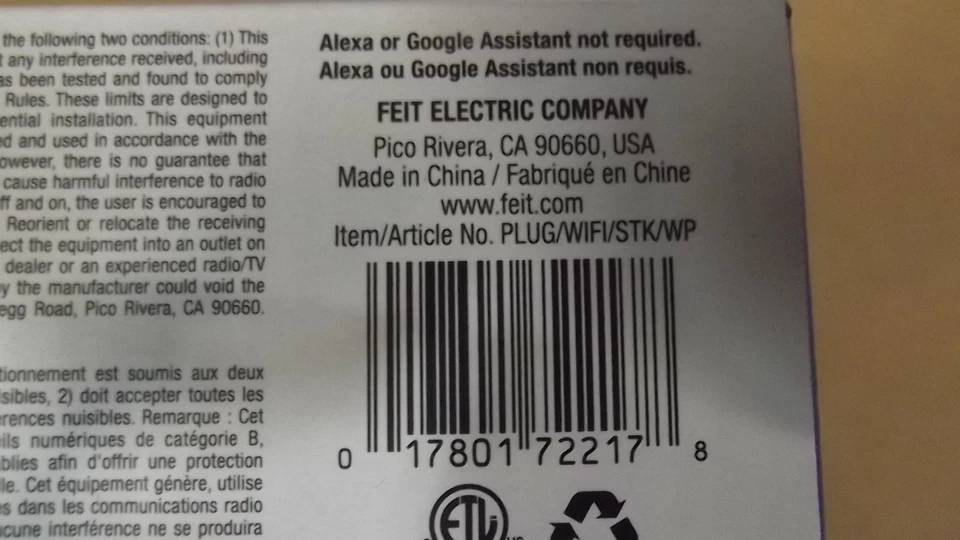 the following two conditions: (1) This
any interference received, including
as been tested and found to comply
Rules. These limits are designed to
ential installation. This equipment
ed and used in accordance with the
owever, there is no guarantee that
cause harmful interference to radio
ff and on, the user is encouraged to
Reorient or relocate the receiving
ect the equipment into an outlet on
dealer or an experienced radio/TV
y the manufacturer could void the
egg Road, Pico Rivera, CA 90660.
tionnement est soumis aux deux
sibles, 2) doit accepter toutes les
érences nuisibles. Remarque : Cet
eils numériques de catégorie B,
blies afin d'offrir une protection
lle. Cet équipement génère, utilise
es dans les communications radio
ucune interférence ne se produira
Alexa or Google Assistant not required.
Alexa ou Google Assistant non requis.
FEIT ELECTRIC COMPANY
Pico Rivera, CA 90660, USA
Made in China / Fabriqué en Chine
www.feit.com
Item/Article No. PLUG/WIFI/STK/WP
0 17801 72217 8
ETL